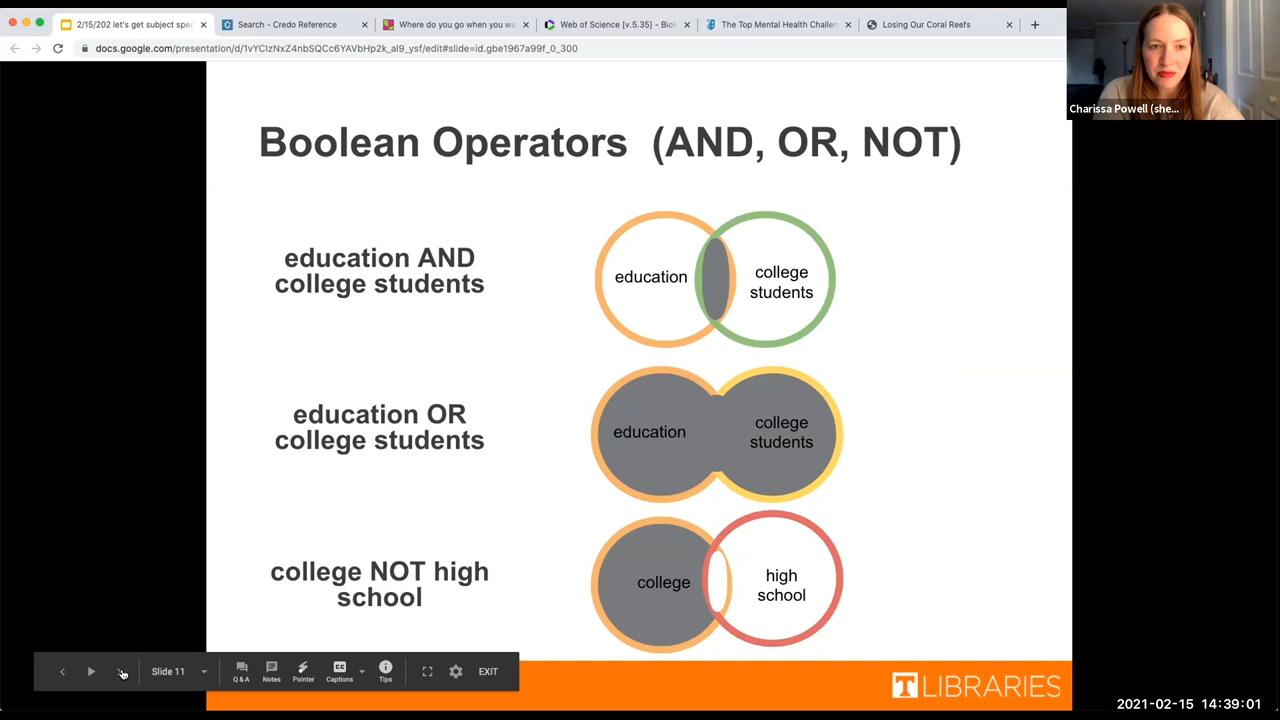 2/15/202 let's get subject spec
Search - Credo Reference
Where do you go when you wa
Web of Science [v.5.35] - Biol
The Top Mental Health Challen
Losing Our Coral Reefs
docs.google.com/presentation/d/1vYClzNxZ4nbSQCc6YAVbHp2k_al9_ysf/edit#slide=id.gbe1967a99f_0_300
Charissa Powell (she...
Boolean Operators (AND, OR, NOT)
education AND
college students
education
college
students
education OR
college students
education
college
students
college NOT high
school
college
high
school
Slide 11
Q & A
Notes
Pointer
Captions
Tips
EXIT
T LIBRARIES
2021-02-15 14:39:01